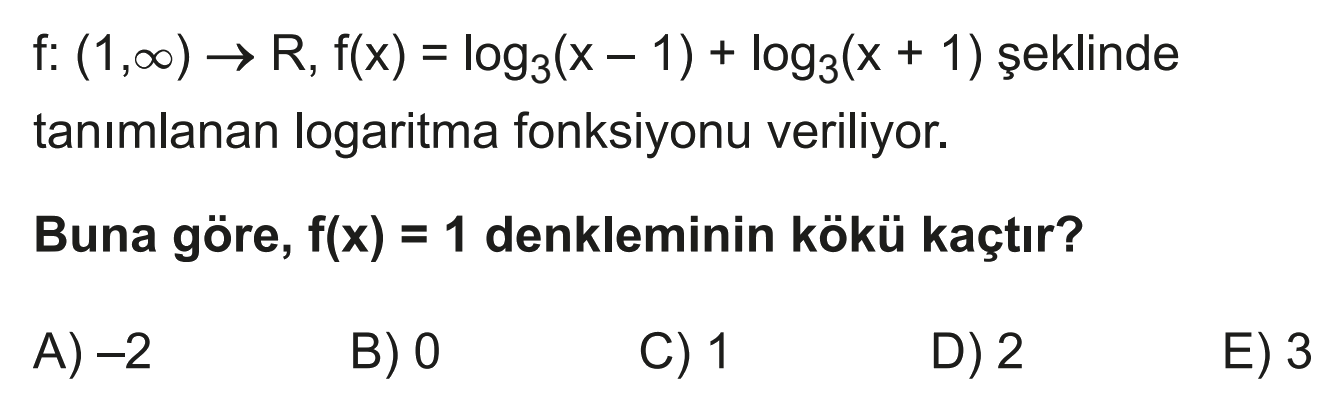 f: (1,∞) → R, f(x) = log₃(x – 1) + log₃(x + 1) şeklinde
tanımlanan logaritma fonksiyonu veriliyor.
Buna göre, f(x) = 1 denkleminin kökü kaçtır?
A) –2 B) 0 C) 1 D) 2 E) 3